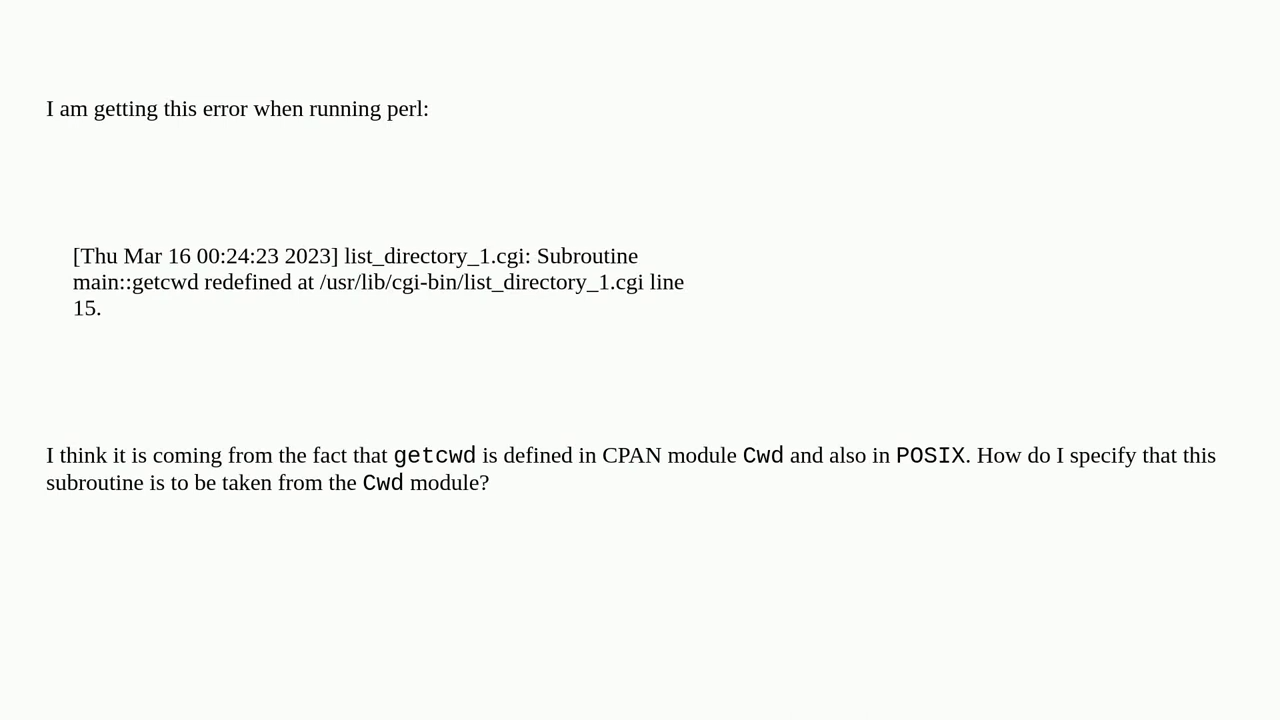 I am getting this error when running perl:
[Thu Mar 16 00:24:23 2023] list_directory_1.cgi: Subroutine
main::getcwd redefined at /usr/lib/cgi-bin/list_directory_1.cgi line
15.
I think it is coming from the fact that getcwd is defined in CPAN module Cwd and also in POSIX. How do I specify that this
subroutine is to be taken from the Cwd module?